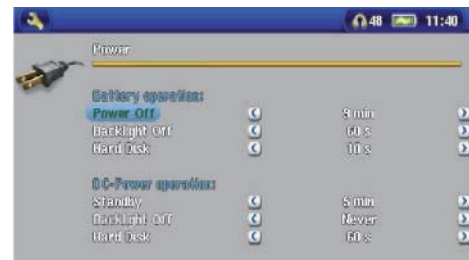 48 11:40
Power
Battery operation:
Power Off 9 min
Backlight Off 60 s
Hard Disk 10 s
DC-Power operation:
Standby 5 min
Backlight Off Never
Hard Disk 60 s